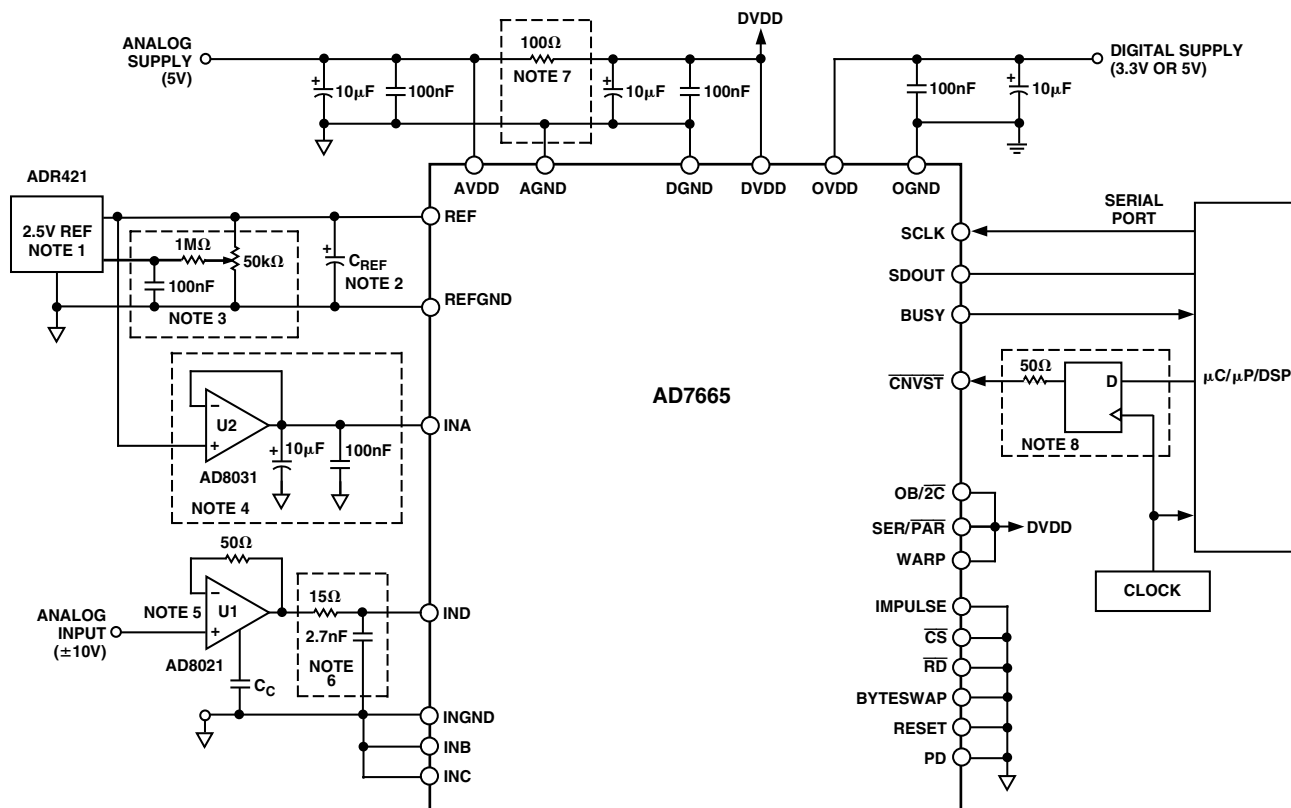 DVDD
ANALOG
SUPPLY
(5V)
100Ω
NOTE 7
DIGITAL SUPPLY
(3.3V OR 5V)
+
10μF
100nF
+
10μF
100nF
100nF
+
10μF
AVDD
AGND
DGND
DVDD
OVDD
OGND
ADR421
2.5V REF
NOTE 1
1MΩ
50kΩ
100nF
NOTE 3
+
CREF
NOTE 2
REF
REFGND
SERIAL
PORT
SCLK
SDOUT
BUSY
CNVST
50Ω
D
NOTE 8
μC/μP/DSP
AD7665
−
U2
+
AD8031
+
10μF
100nF
NOTE 4
INA
OB/2C
SER/PAR
WARP
DVDD
CLOCK
50Ω
−
NOTE 5
U1
+
ANALOG
INPUT
(±10V)
AD8021
CC
15Ω
2.7nF
NOTE
6
IND
INGND
INB
INC
IMPULSE
CS
RD
BYTESWAP
RESET
PD